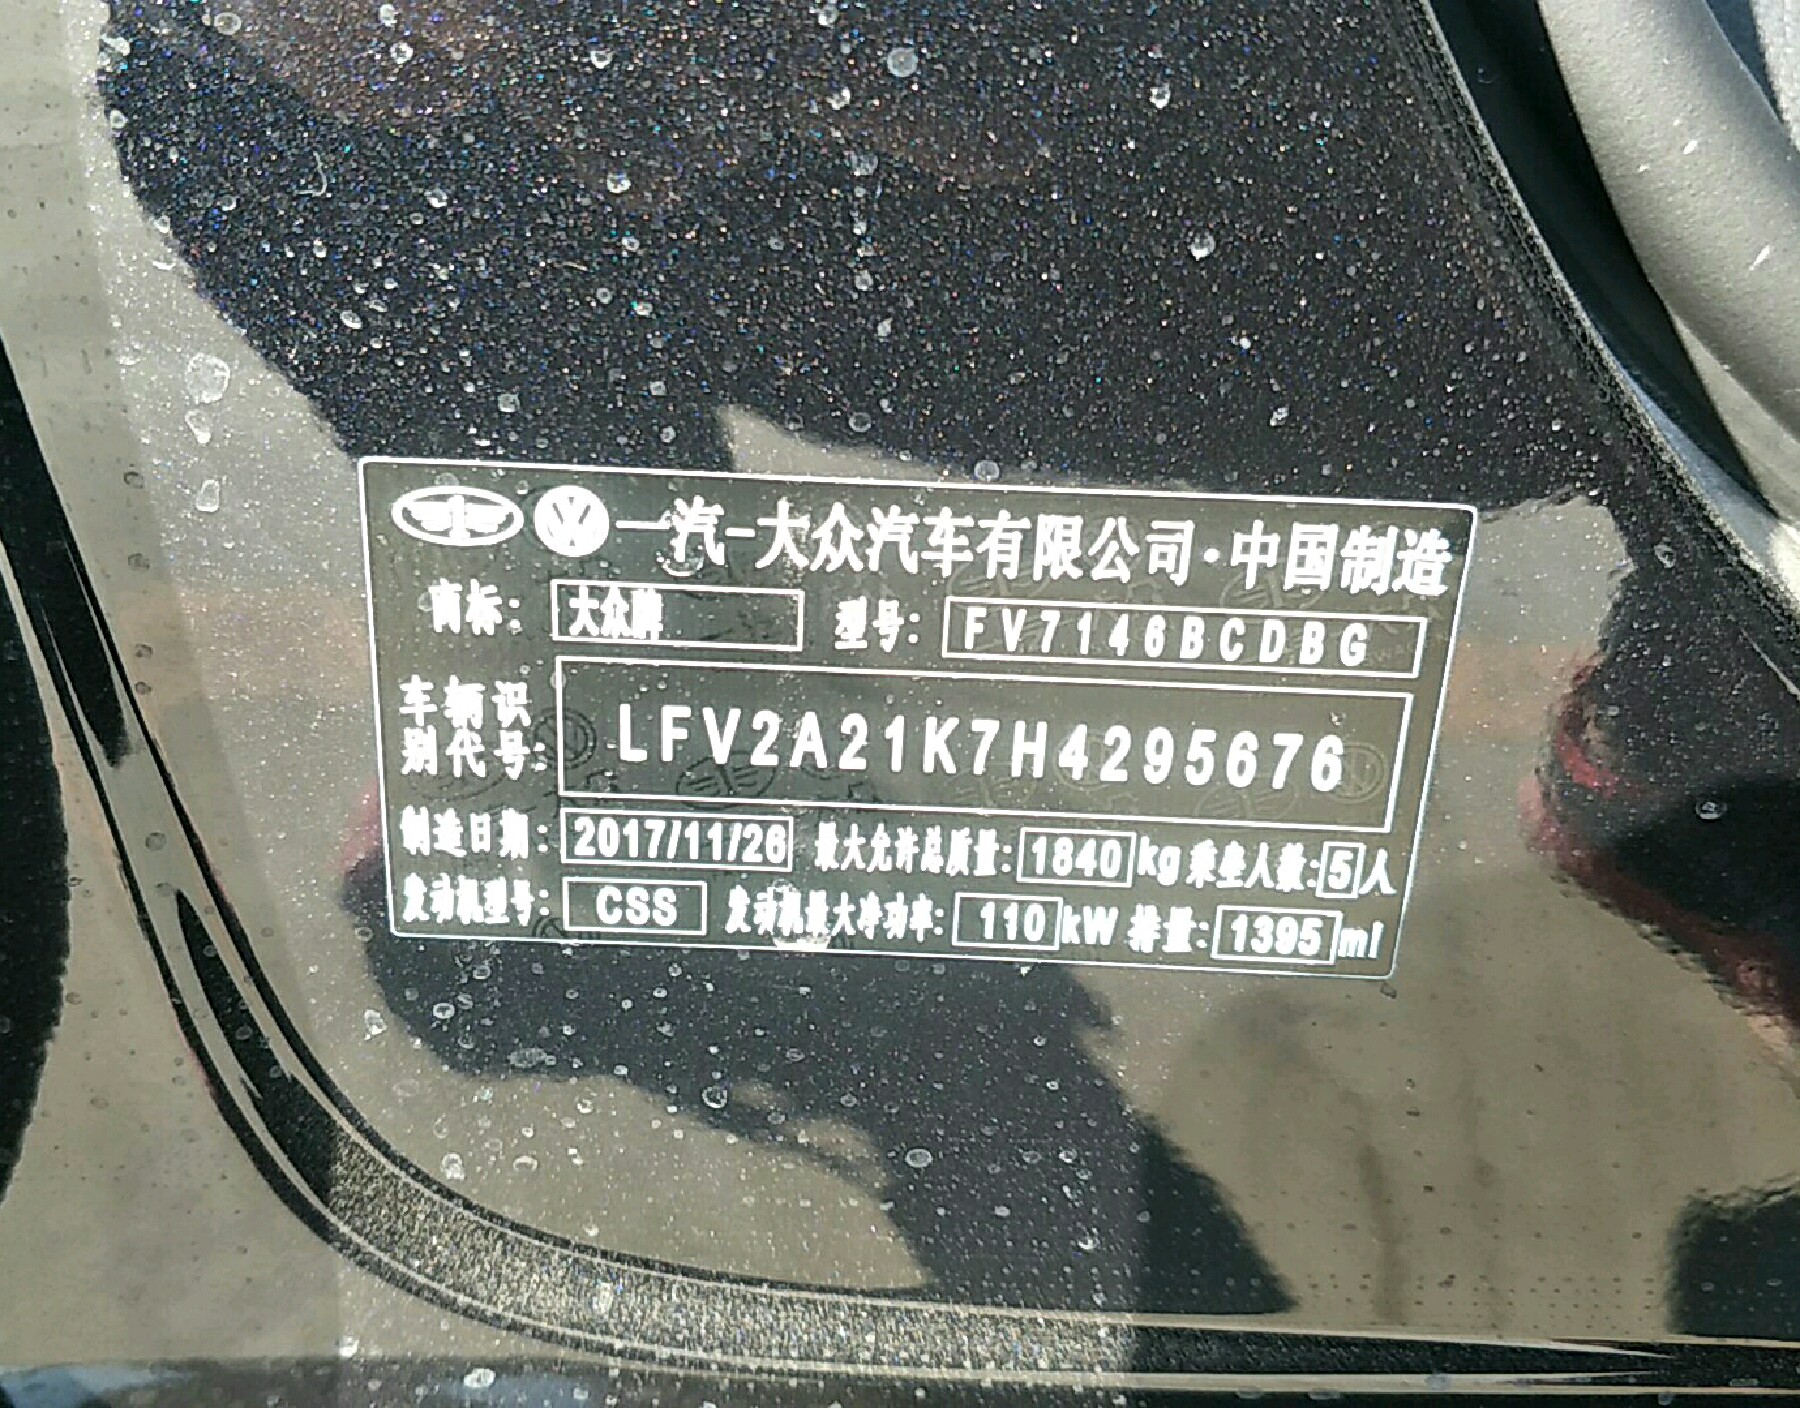 一汽-大众汽车有限公司·中国制造
商标: 大众牌 型号: FV7146BCDBG
车辆识别代号: LFV2A21K7H4295676
制造日期: 2017/11/26 最大允许总质量: 1840 kg 乘坐人数: 5 人
发动机型号: CSS 发动机最大净功率: 110 kW 排量: 1395 ml